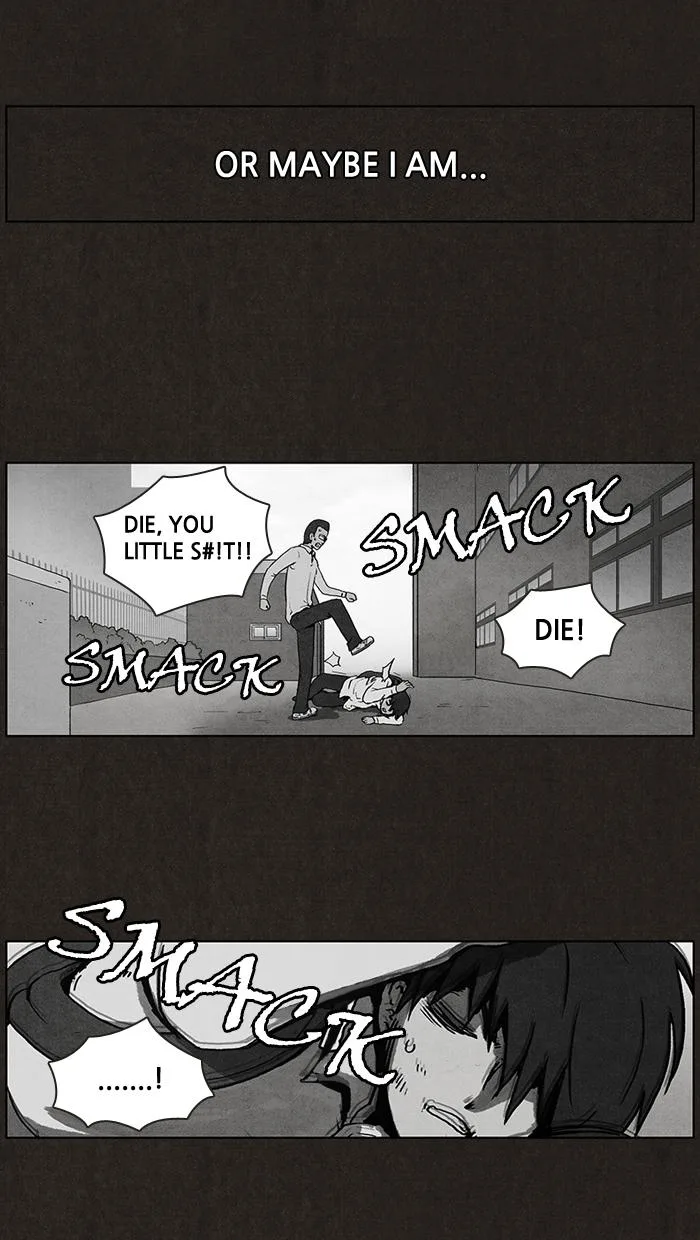 OR MAYBE I AM...
DIE, YOU
LITTLE S#!T!!
SMACK
DIE!
SMACK
SMACK
.......!